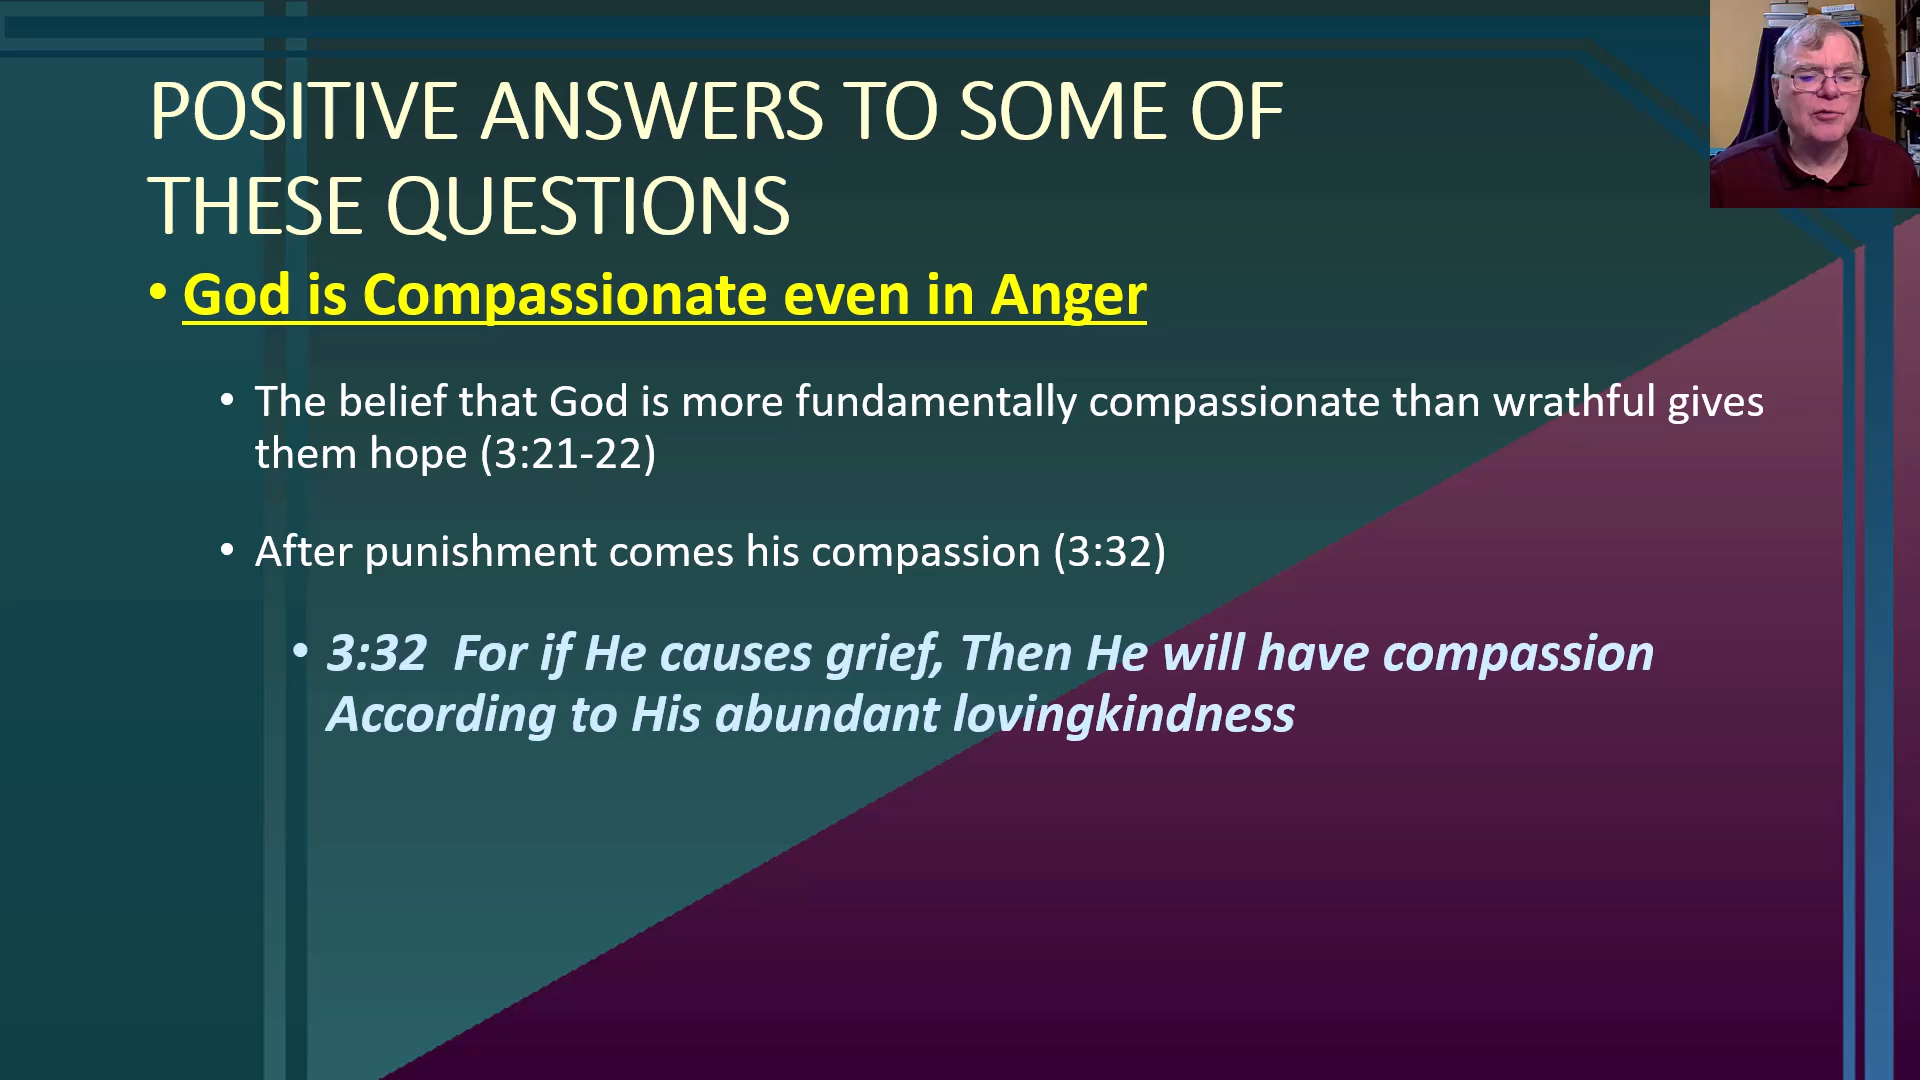 POSITIVE ANSWERS TO SOME OF
THESE QUESTIONS
• God is Compassionate even in Anger
• The belief that God is more fundamentally compassionate than wrathful gives
them hope (3:21-22)
• After punishment comes his compassion (3:32)
• 3:32  For if He causes grief, Then He will have compassion
According to His abundant lovingkindness